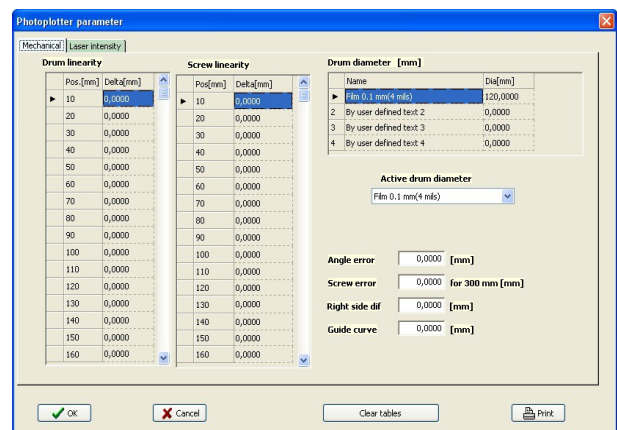 Photoplotter parameter
Mechanical Laser intensity
Drum linearity
Pos.[mm] Delta[mm]
10 0,0000
20 0,0000
30 0,0000
40 0,0000
50 0,0000
60 0,0000
70 0,0000
80 0,0000
90 0,0000
100 0,0000
110 0,0000
120 0,0000
130 0,0000
140 0,0000
150 0,0000
160 0,0000
Screw linearity
Pos[mm] Delta[mm]
10 0,0000
20 0,0000
30 0,0000
40 0,0000
50 0,0000
60 0,0000
70 0,0000
80 0,0000
90 0,0000
100 0,0000
110 0,0000
120 0,0000
130 0,0000
140 0,0000
150 0,0000
160 0,0000
Drum diameter [mm]
Name Dia[mm]
Film 0.1 mm(4 mils) 120,0000
2 By user defined text 2 0,0000
3 By user defined text 3 0,0000
4 By user defined text 4 0,0000
Active drum diameter
Film 0.1 mm(4 mils)
Angle error 0,0000 [mm]
Screw error 0,0000 for 300 mm [mm]
Right side dif 0,0000 [mm]
Guide curve 0,0000 [mm]
OK Cancel Clear tables Print